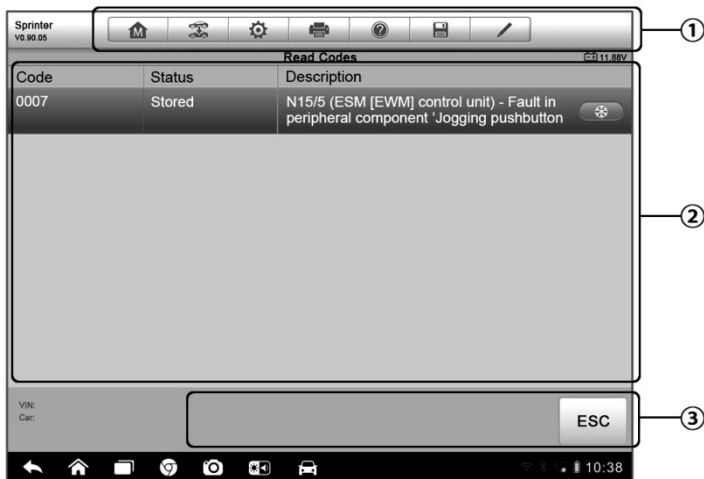 Sprinter
V0.90.05
M
①
Read Codes
11.88V
Code Status Description
0007 Stored N15/5 (ESM [EWM] control unit) - Fault in
peripheral component 'Jogging pushbutton
②
VIN:
Car:
ESC
③
10:38